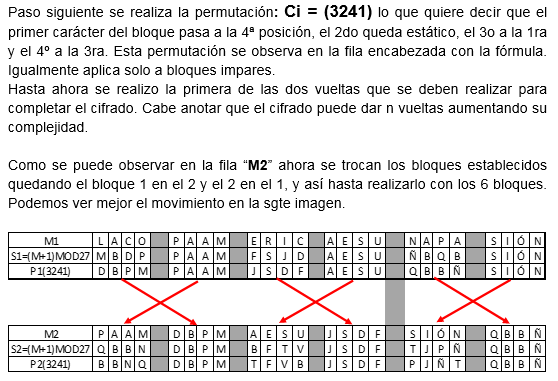 Paso siguiente se realiza la permutación: Ci = (3241) lo que quiere decir que el
primer carácter del bloque pasa a la 4ª posición, el 2do queda estático, el 3o a la 1ra
y el 4º a la 3ra. Esta permutación se observa en la fila encabezada con la fórmula.
Igualmente aplica solo a bloques impares.
Hasta ahora se realizo la primera de las dos vueltas que se deben realizar para
completar el cifrado. Cabe anotar que el cifrado puede dar n vueltas aumentando su
complejidad.
Como se puede observar en la fila “M2” ahora se trocan los bloques establecidos
quedando el bloque 1 en el 2 y el 2 en el 1, y así hasta realizarlo con los 6 bloques.
Podemos ver mejor el movimiento en la sgte imagen.
M1 L A C O P A A M E R I C A E S U N A P A S I Ó N
S1=(M+1)MOD27 M B D P P A A M F S J D A E S U Ñ B Q B S I Ó N
P1(3241) D B P M P A A M J S D F A E S U Q B B Ñ S I Ó N
M2 P A A M D B P M A E S U J S D F S I Ó N Q B B Ñ
S2=(M+1)MOD27 Q B B N D B P M B F T V J S D F T J P Ñ Q B B Ñ
P2(3241) B B N Q D B P M T F V B J S D F P J Ñ T Q B B Ñ